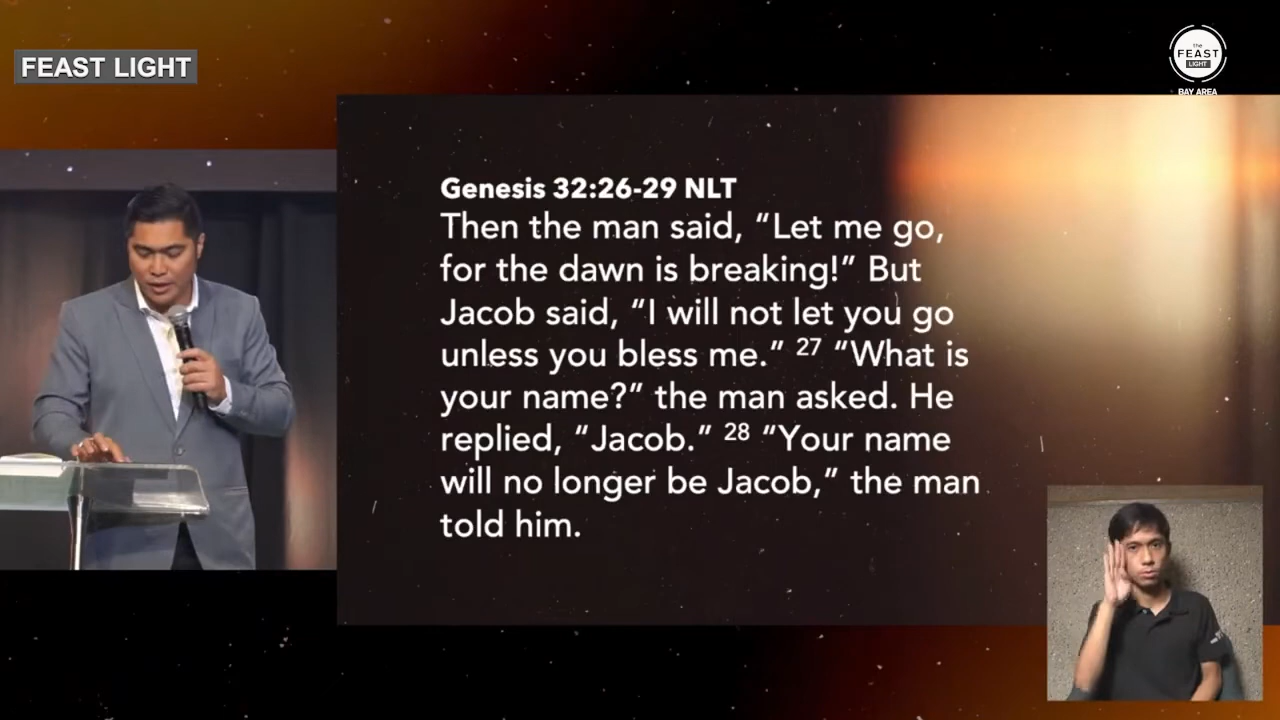 FEAST LIGHT
the
FEAST
LIGHT
BAY AREA
Genesis 32:26-29 NLT
Then the man said, “Let me go,
for the dawn is breaking!” But
Jacob said, “I will not let you go
unless you bless me.” 27 “What is
your name?” the man asked. He
replied, “Jacob.” 28 “Your name
will no longer be Jacob,” the man
told him.